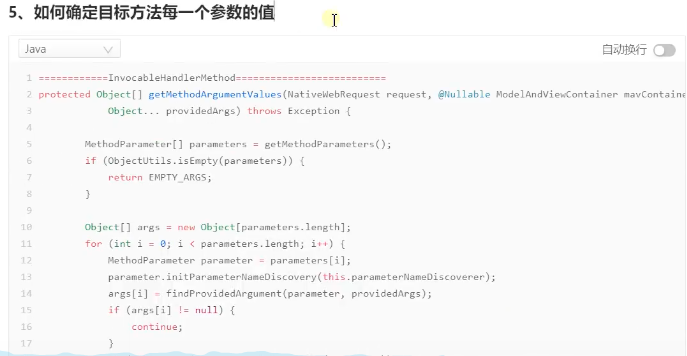 5、如何确定目标方法每一个参数的值
Java
自动换行
1 ============InvocableHandlerMethod==========================
2 protected Object[] getMethodArgumentValues(NativeWebRequest request, @Nullable ModelAndViewContainer mavContaine
3 Object... providedArgs) throws Exception {
4
5 MethodParameter[] parameters = getMethodParameters();
6 if (ObjectUtils.isEmpty(parameters)) {
7 return EMPTY_ARGS;
8 }
9
10 Object[] args = new Object[parameters.length];
11 for (int i = 0; i < parameters.length; i++) {
12 MethodParameter parameter = parameters[i];
13 parameter.initParameterNameDiscovery(this.parameterNameDiscoverer);
14 args[i] = findProvidedArgument(parameter, providedArgs);
15 if (args[i] != null) {
16 continue;
17 }